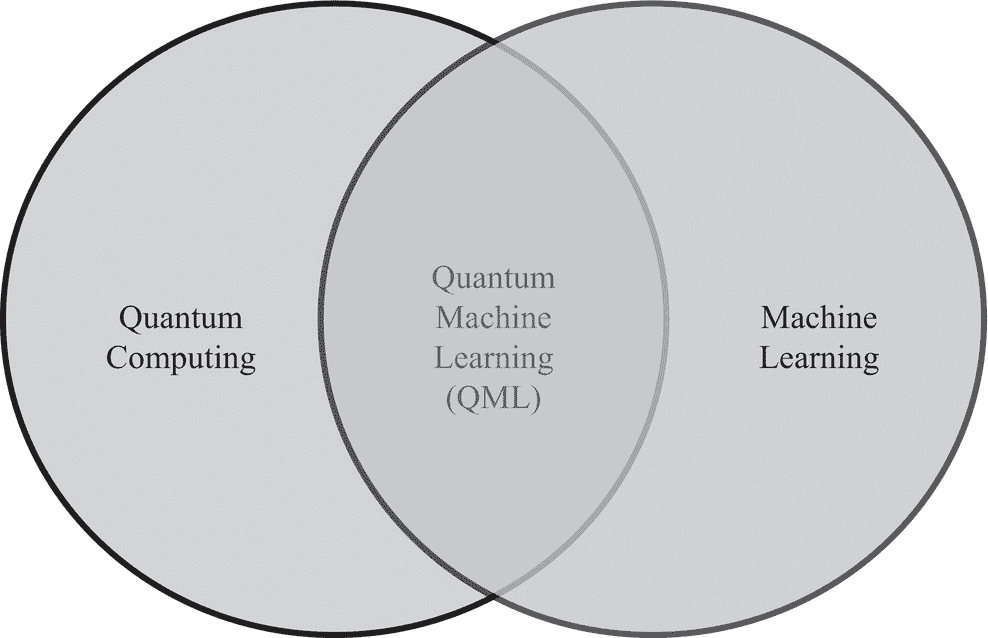 Quantum
Computing
Quantum
Machine
Learning
(QML)
Machine
Learning